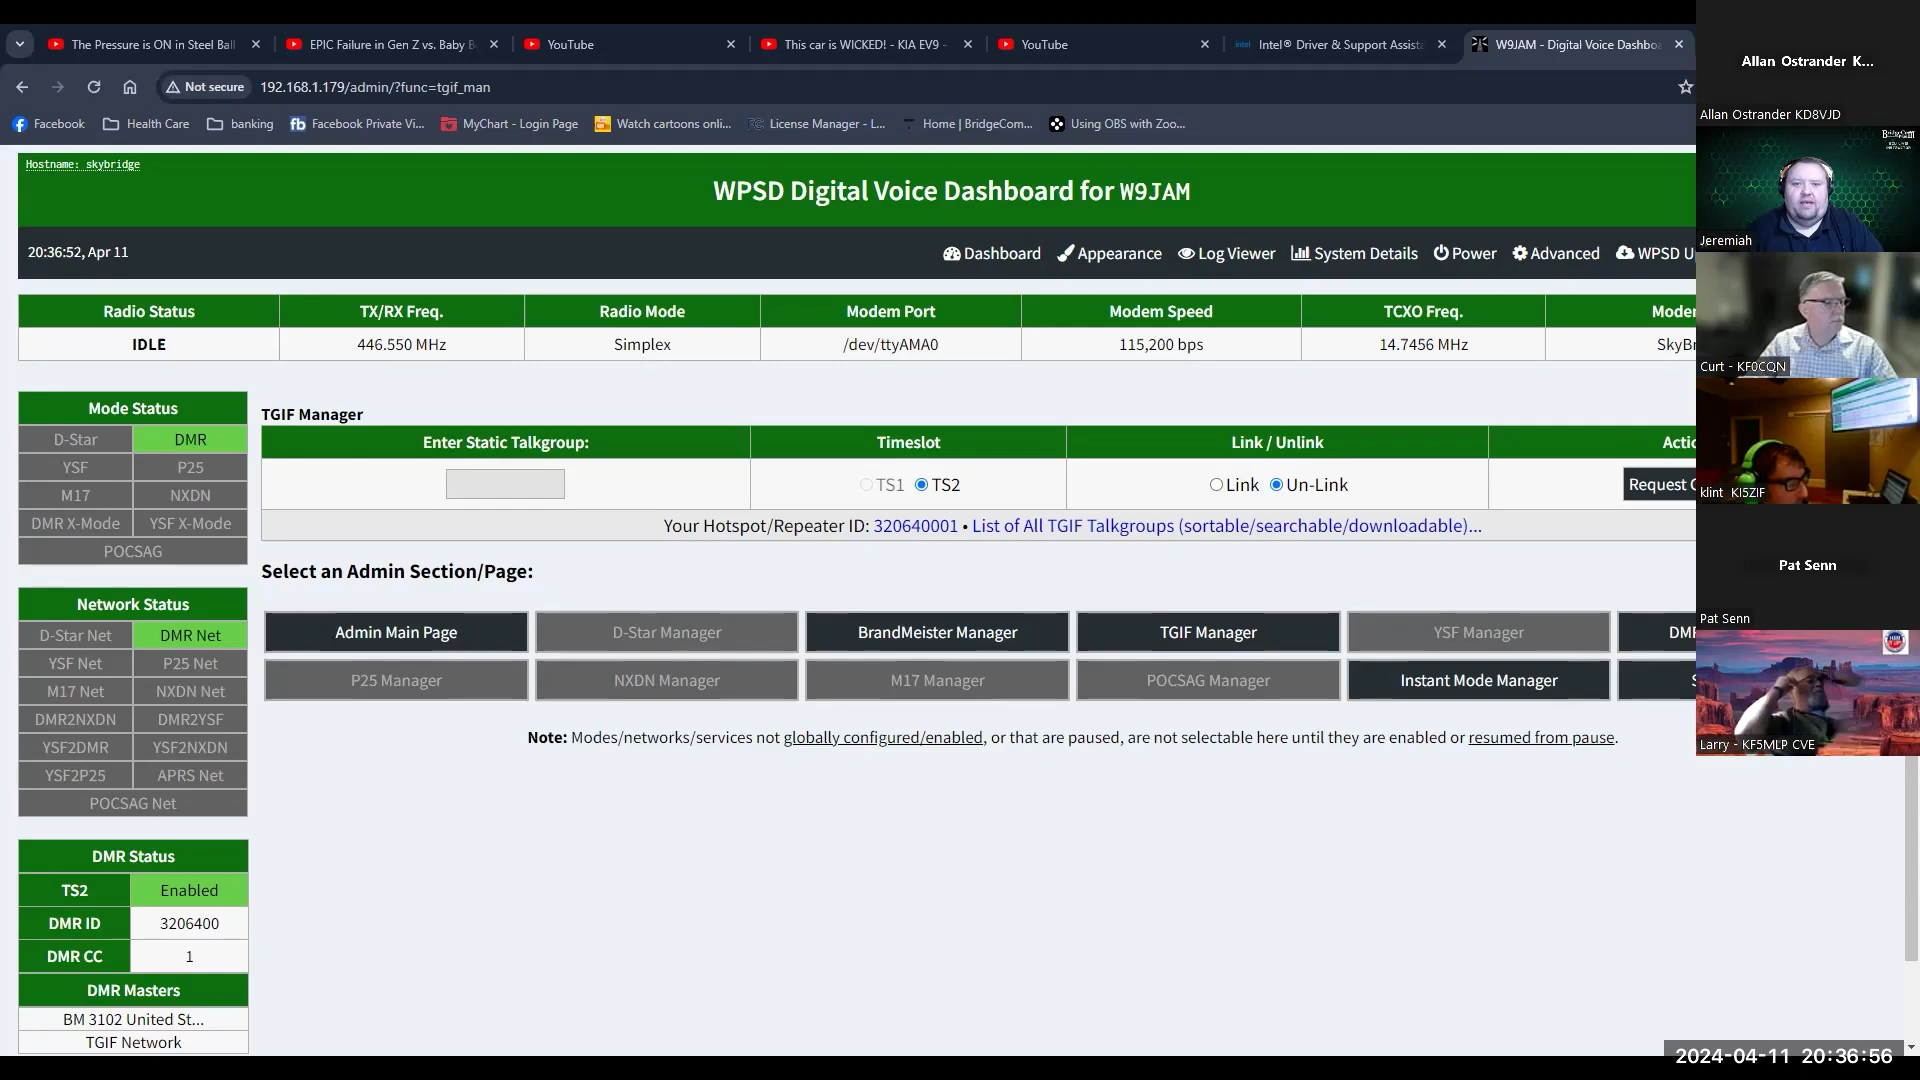 The Pressure is ON in Steel Ball
EPIC Failure in Gen Z vs. Baby B
YouTube
This car is WICKED! - KIA EV9 -
YouTube
Intel® Driver & Support Assist
W9JAM - Digital Voice Dashbo
Not secure
192.168.1.179/admin/?func=tgif_man
Facebook
Health Care
banking
Facebook Private Vi...
MyChart - Login Page
Watch cartoons onli...
License Manager - L...
Home | BridgeCom...
Using OBS with Zoo...
Hostname: skybridge
WPSD Digital Voice Dashboard for W9JAM
20:36:52, Apr 11
Dashboard
Appearance
Log Viewer
System Details
Power
Advanced
WPSD U
Radio Status
TX/RX Freq.
Radio Mode
Modem Port
Modem Speed
TCXO Freq.
Moder
IDLE
446.550 MHz
Simplex
/dev/ttyAMA0
115,200 bps
14.7456 MHz
SkyBr
Mode Status
D-Star
DMR
YSF
P25
M17
NXDN
DMR X-Mode
YSF X-Mode
POCSAG
Network Status
D-Star Net
DMR Net
YSF Net
P25 Net
M17 Net
NXDN Net
DMR2NXDN
DMR2YSF
YSF2DMR
YSF2NXDN
YSF2P25
APRS Net
POCSAG Net
DMR Status
TS2
Enabled
DMR ID
3206400
DMR CC
1
DMR Masters
BM 3102 United St...
TGIF Network
TGIF Manager
Enter Static Talkgroup:
Timeslot
Link / Unlink
Actio
TS1
TS2
Link
Un-Link
Request C
Your Hotspot/Repeater ID: 320640001 • List of All TGIF Talkgroups (sortable/searchable/downloadable)...
Select an Admin Section/Page:
Admin Main Page
D-Star Manager
BrandMeister Manager
TGIF Manager
YSF Manager
DMR
P25 Manager
NXDN Manager
M17 Manager
POCSAG Manager
Instant Mode Manager
S
Note: Modes/networks/services not globally configured/enabled, or that are paused, are not selectable here until they are enabled or resumed from pause.
Allan Ostrander K...
Allan Ostrander KD8VJD
BridgeCom
Jeremiah
Curt - KF0CQN
klint KI5ZIF
Pat Senn
Pat Senn
Larry - KF5MLP CVE
2024-04-11 20:36:56